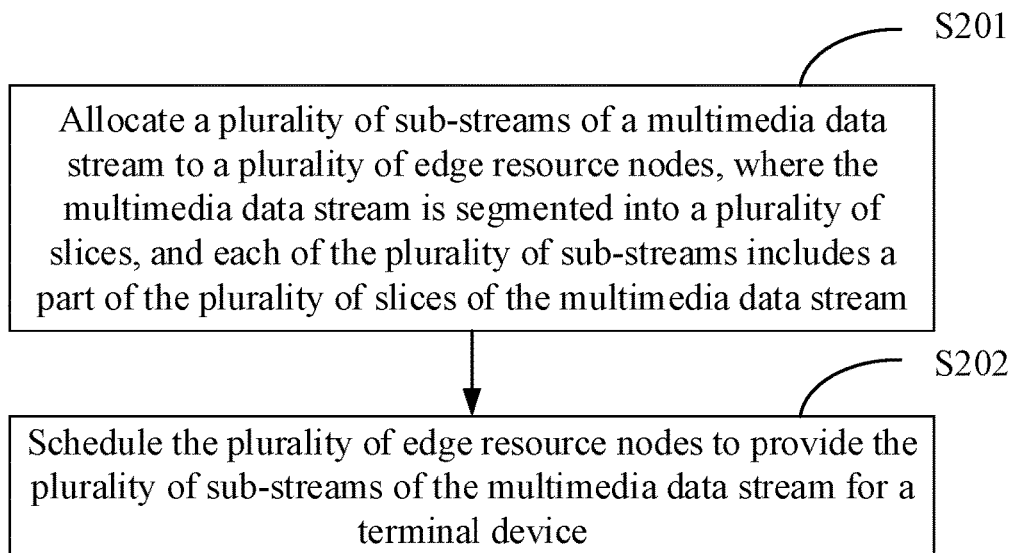 S201
Allocate a plurality of sub-streams of a multimedia data
stream to a plurality of edge resource nodes, where the
multimedia data stream is segmented into a plurality of
slices, and each of the plurality of sub-streams includes a
part of the plurality of slices of the multimedia data stream
S202
Schedule the plurality of edge resource nodes to provide the
plurality of sub-streams of the multimedia data stream for a
terminal device